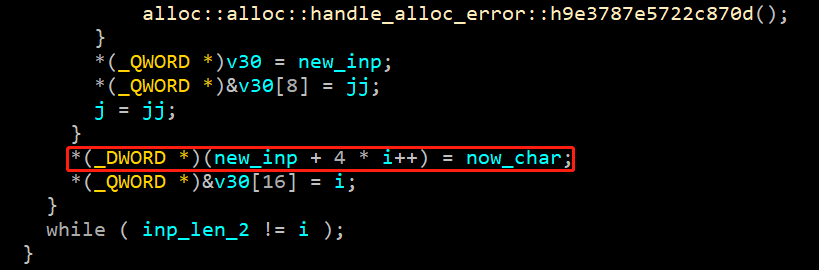 alloc::alloc::handle_alloc_error::h9e3787e5722c870d();
}
*(_QWORD *)v30 = new_inp;
*(_QWORD *)&v30[8] = jj;
j = jj;
}
*(_DWORD *)(new_inp + 4 * i++) = now_char;
*(_QWORD *)&v30[16] = i;
}
while ( inp_len_2 != i );
}